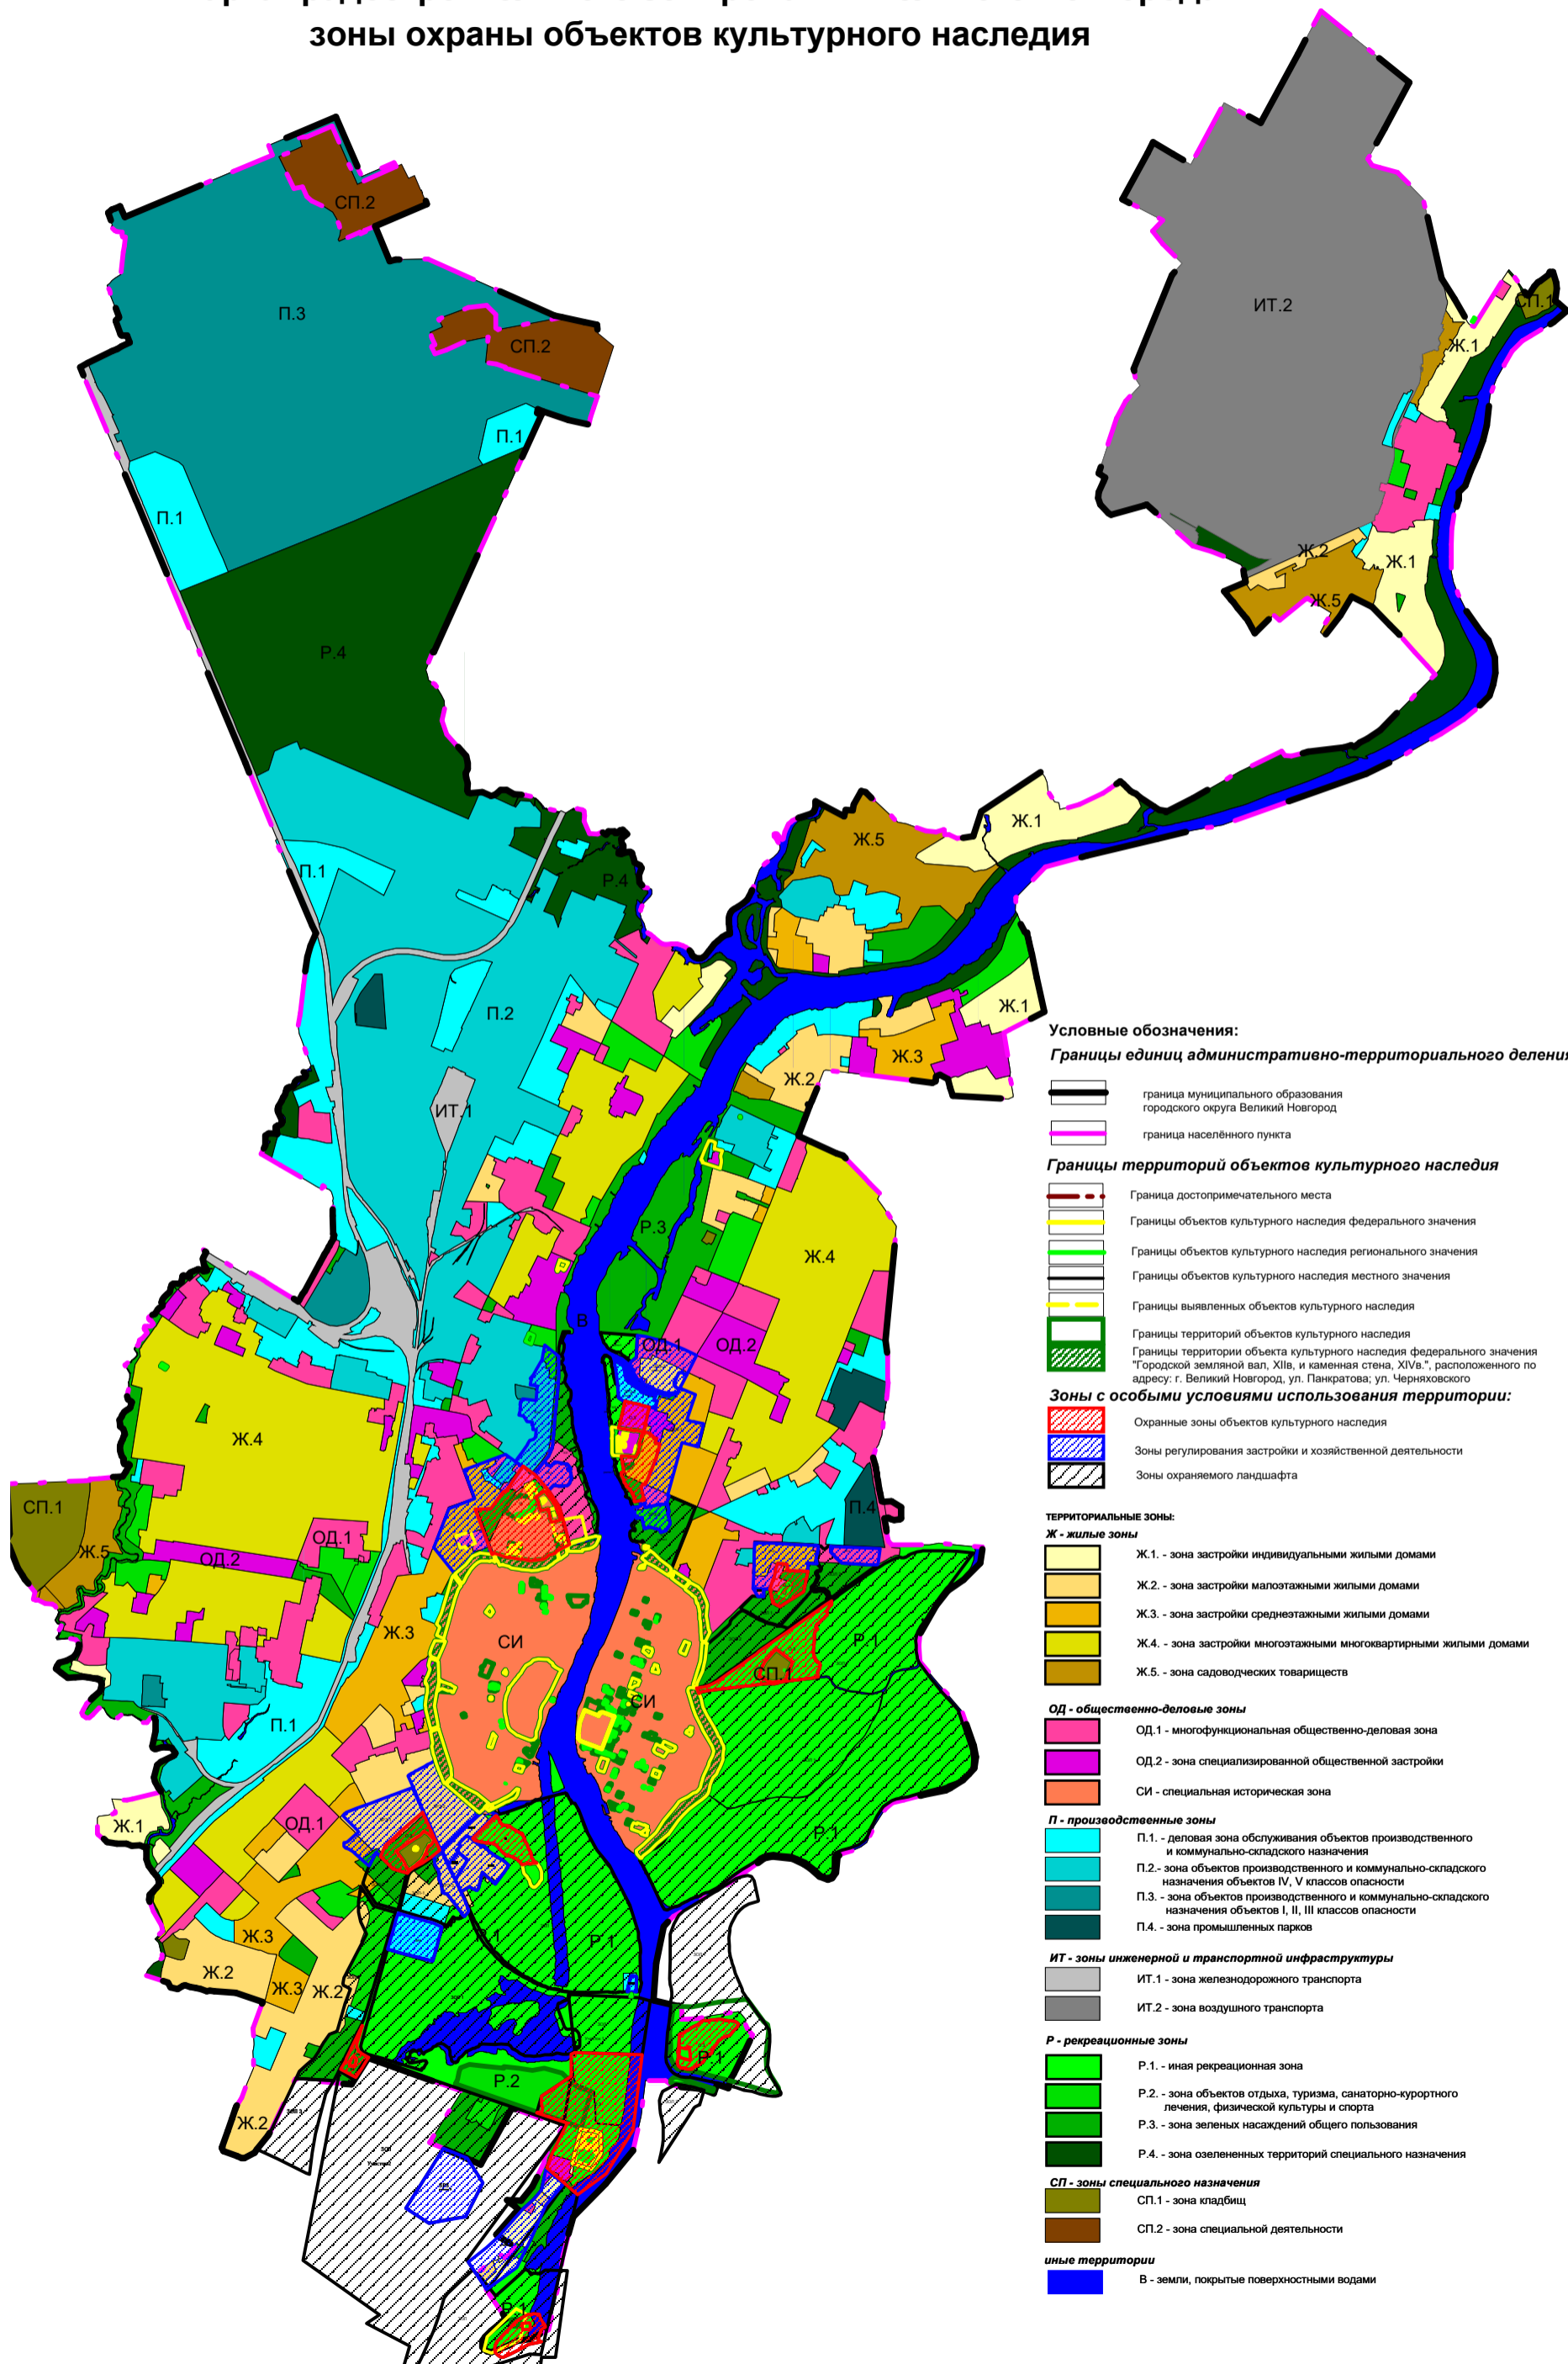 зоны охраны объектов культурного наследия
СП.2
П.3
СП.2
П.1
П.1
Р.4
ИТ.2
СП.1
Ж.1
Ж.2
Ж.1
Ж.5
Ж.5
Ж.1
П.1
Р.4
П.2
Ж.1
Ж.3
Ж.2
ИТ.1
Р.3
Ж.4
В
ОД.1
ОД.2
Ж.4
СП.1
Ж.5
ОД.1
ОД.2
П.4
Ж.3
СИ
СИ
Р.1
СП.1
П.1
Ж.1
ОД.1
Р.1
Ж.3
Ж.2
Ж.3
Ж.2
Р.1
Р.1
Р.2
Ж.2
Р.1
Условные обозначения:
Границы единиц административно-территориального деления
граница муниципального образования
городского округа Великий Новгород
граница населённого пункта
Границы территорий объектов культурного наследия
Граница достопримечательного места
Границы объектов культурного наследия федерального значения
Границы объектов культурного наследия регионального значения
Границы объектов культурного наследия местного значения
Границы выявленных объектов культурного наследия
Границы территорий объектов культурного наследия
Границы территории объекта культурного наследия федерального значения
"Городской земляной вал, XIIв, и каменная стена, XIVв.", расположенного по
адресу: г. Великий Новгород, ул. Панкратова; ул. Черняховского
Зоны с особыми условиями использования территории:
Охранные зоны объектов культурного наследия
Зоны регулирования застройки и хозяйственной деятельности
Зоны охраняемого ландшафта
ТЕРРИТОРИАЛЬНЫЕ ЗОНЫ:
Ж - жилые зоны
Ж.1. - зона застройки индивидуальными жилыми домами
Ж.2. - зона застройки малоэтажными жилыми домами
Ж.3. - зона застройки среднеэтажными жилыми домами
Ж.4. - зона застройки многоэтажными многоквартирными жилыми домами
Ж.5. - зона садоводческих товариществ
ОД - общественно-деловые зоны
ОД.1 - многофункциональная общественно-деловая зона
ОД.2 - зона специализированной общественной застройки
СИ - специальная историческая зона
П - производственные зоны
П.1. - деловая зона обслуживания объектов производственного
и коммунально-складского назначения
П.2.- зона объектов производственного и коммунально-складского
назначения объектов IV, V классов опасности
П.3. - зона объектов производственного и коммунально-складского
назначения объектов I, II, III классов опасности
П.4. - зона промышленных парков
ИТ - зоны инженерной и транспортной инфраструктуры
ИТ.1 - зона железнодорожного транспорта
ИТ.2 - зона воздушного транспорта
Р - рекреационные зоны
Р.1. - иная рекреационная зона
Р.2. - зона объектов отдыха, туризма, санаторно-курортного
лечения, физической культуры и спорта
Р.3. - зона зеленых насаждений общего пользования
Р.4. - зона озелененных территорий специального назначения
СП - зоны специального назначения
СП.1 - зона кладбищ
СП.2 - зона специальной деятельности
иные территории
В - земли, покрытые поверхностными водами